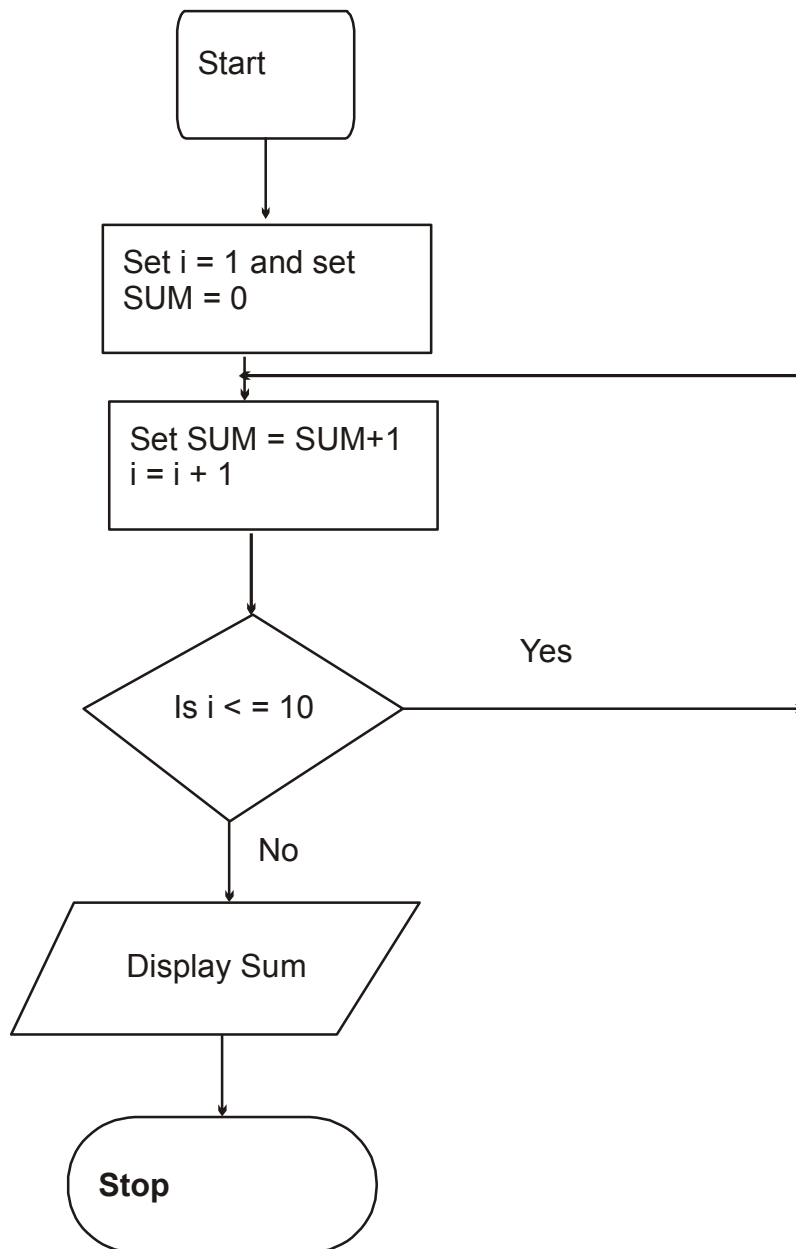 Start
Set i = 1 and set
SUM = 0
Set SUM = SUM+1
i = i + 1
Is i < = 10
Yes
No
Display Sum
Stop